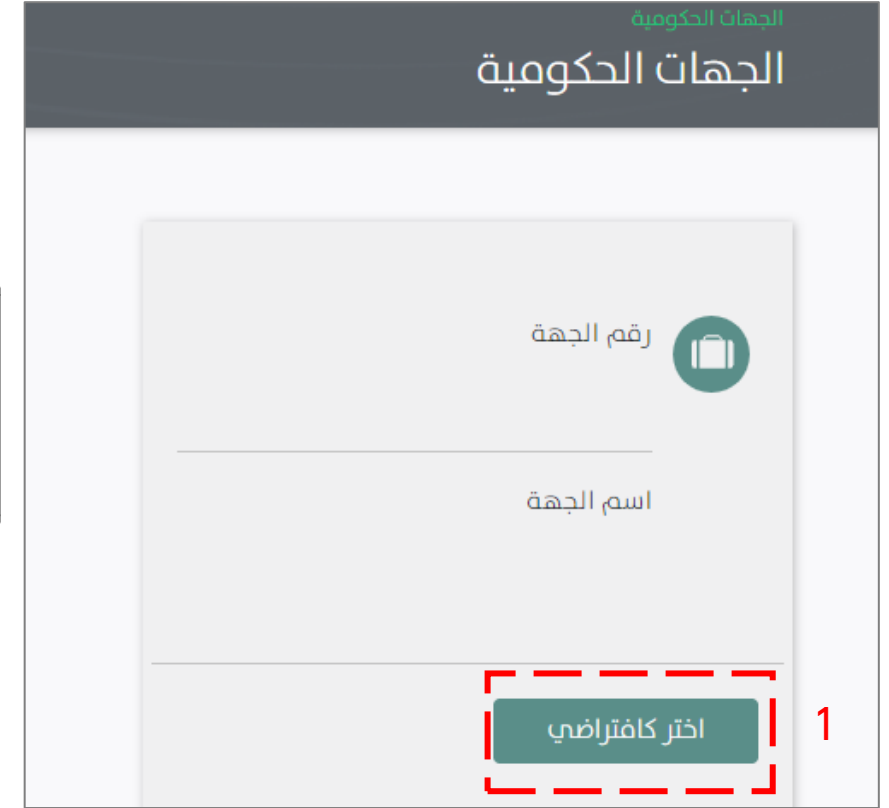 الجهات الحكومية
الجهات الحكومية
رقم الجهة
اسم الجهة
اختر كافتراضي
1